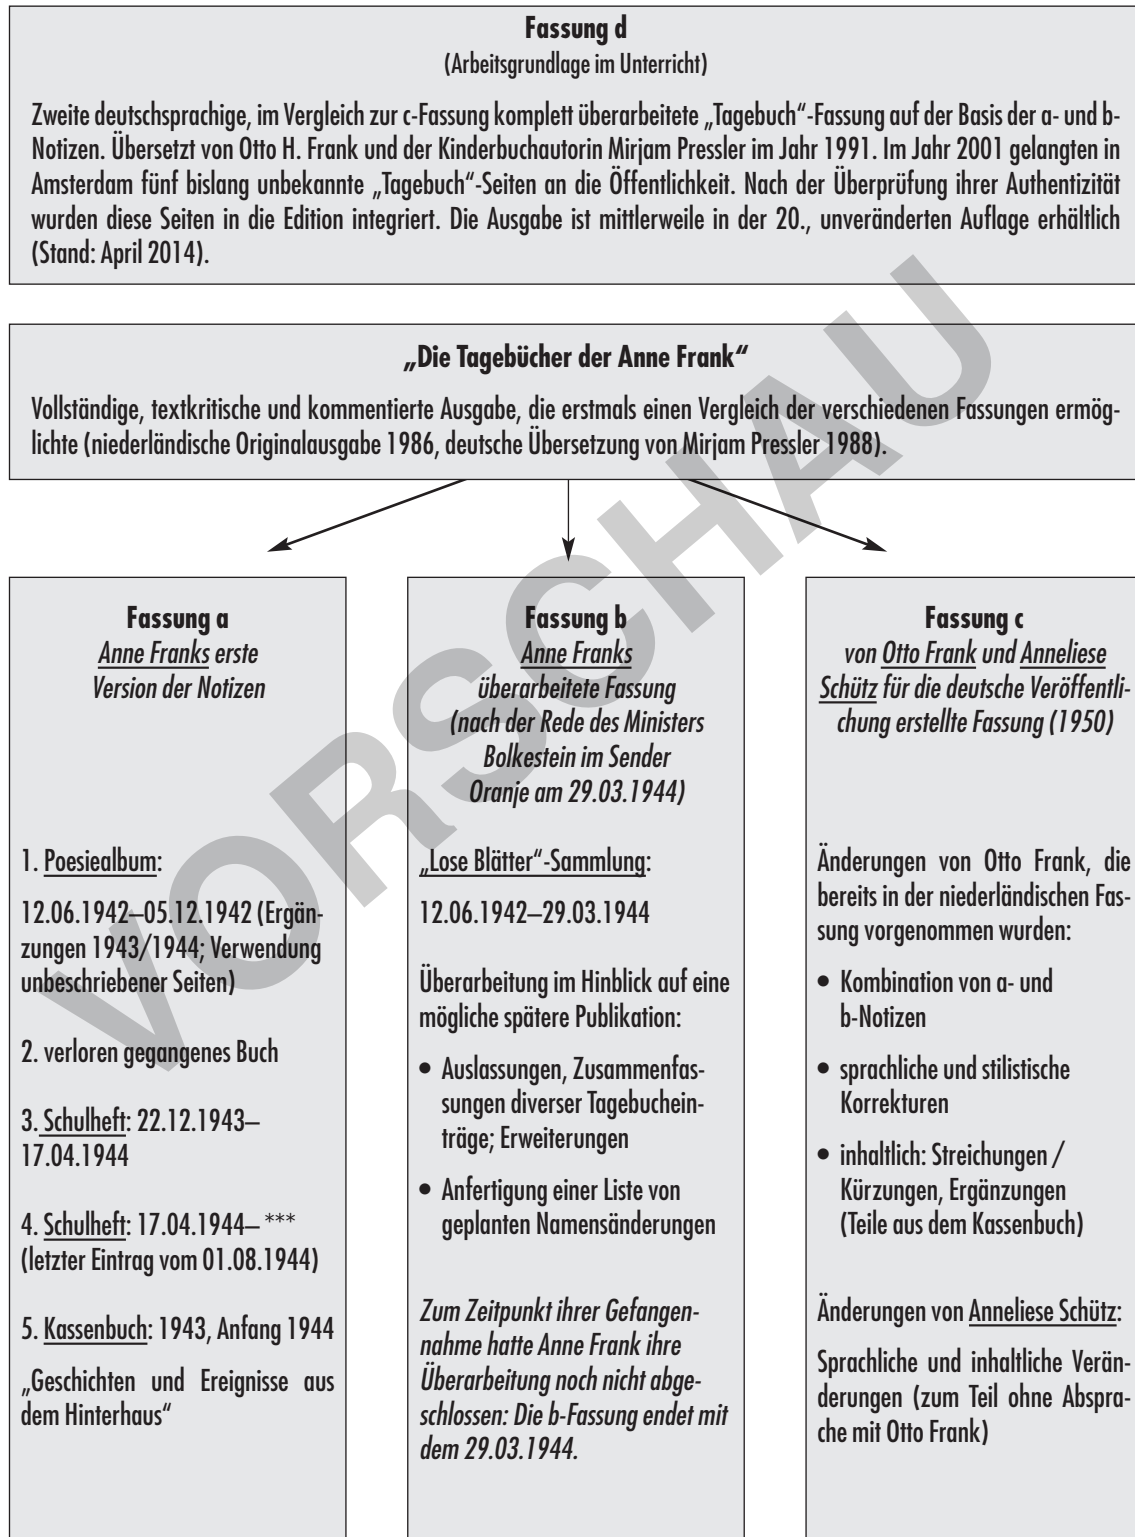 Fassung d
(Arbeitsgrundlage im Unterricht)
Zweite deutschsprachige, im Vergleich zur c-Fassung komplett überarbeitete „Tagebuch“-Fassung auf der Basis der a- und b-
Notizen. Übersetzt von Otto H. Frank und der Kinderbuchautorin Mirjam Pressler im Jahr 1991. Im Jahr 2001 gelangten in
Amsterdam fünf bislang unbekannte „Tagebuch“-Seiten an die Öffentlichkeit. Nach der Überprüfung ihrer Authentizität
wurden diese Seiten in die Edition integriert. Die Ausgabe ist mittlerweile in der 20., unveränderten Auflage erhältlich
(Stand: April 2014).
„Die Tagebücher der Anne Frank“
Vollständige, textkritische und kommentierte Ausgabe, die erstmals einen Vergleich der verschiedenen Fassungen ermög-
lichte (niederländische Originalausgabe 1986, deutsche Übersetzung von Mirjam Pressler 1988).
Fassung a
Anne Franks erste
Version der Notizen
1. Poesiealbum:
12.06.1942–05.12.1942 (Ergän-
zungen 1943/1944; Verwendung
unbeschriebener Seiten)
2. verloren gegangenes Buch
3. Schulheft: 22.12.1943–
17.04.1944
4. Schulheft: 17.04.1944– ***
(letzter Eintrag vom 01.08.1944)
5. Kassenbuch: 1943, Anfang 1944
„Geschichten und Ereignisse aus
dem Hinterhaus“
Fassung b
Anne Franks
überarbeitete Fassung
(nach der Rede des Ministers
Bolkestein im Sender
Oranje am 29.03.1944)
„Lose Blätter“-Sammlung:
12.06.1942–29.03.1944
Überarbeitung im Hinblick auf eine
mögliche spätere Publikation:
• Auslassungen, Zusammenfas-
sungen diverser Tagebuchein-
träge; Erweiterungen
• Anfertigung einer Liste von
geplanten Namensänderungen
Zum Zeitpunkt ihrer Gefangen-
nahme hatte Anne Frank ihre
Überarbeitung noch nicht abge-
schlossen: Die b-Fassung endet mit
dem 29.03.1944.
Fassung c
von Otto Frank und Anneliese
Schütz für die deutsche Veröffentli-
chung erstellte Fassung (1950)
Änderungen von Otto Frank, die
bereits in der niederländischen Fas-
sung vorgenommen wurden:
• Kombination von a- und
b-Notizen
• sprachliche und stilistische
Korrekturen
• inhaltlich: Streichungen /
Kürzungen, Ergänzungen
(Teile aus dem Kassenbuch)
Änderungen von Anneliese Schütz:
Sprachliche und inhaltliche Verän-
derungen (zum Teil ohne Abspra-
che mit Otto Frank)
VORSCHAU